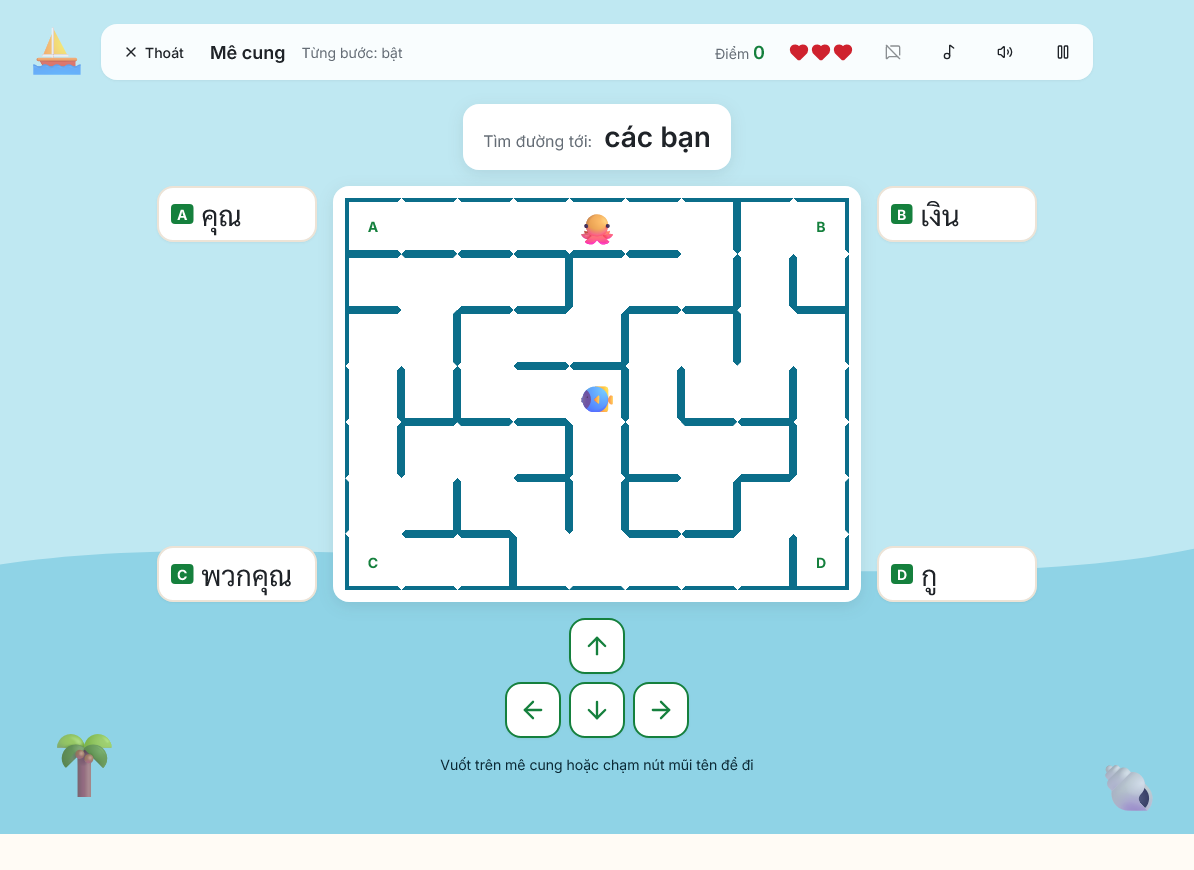 Thoát Mê cung Từng bước: bật Điểm 0
Tìm đường tới: các bạn
A คุณ
B เงิน
A
B
C
D
C พวกคุณ
D กู
Vuốt trên mê cung hoặc chạm nút mũi tên để đi